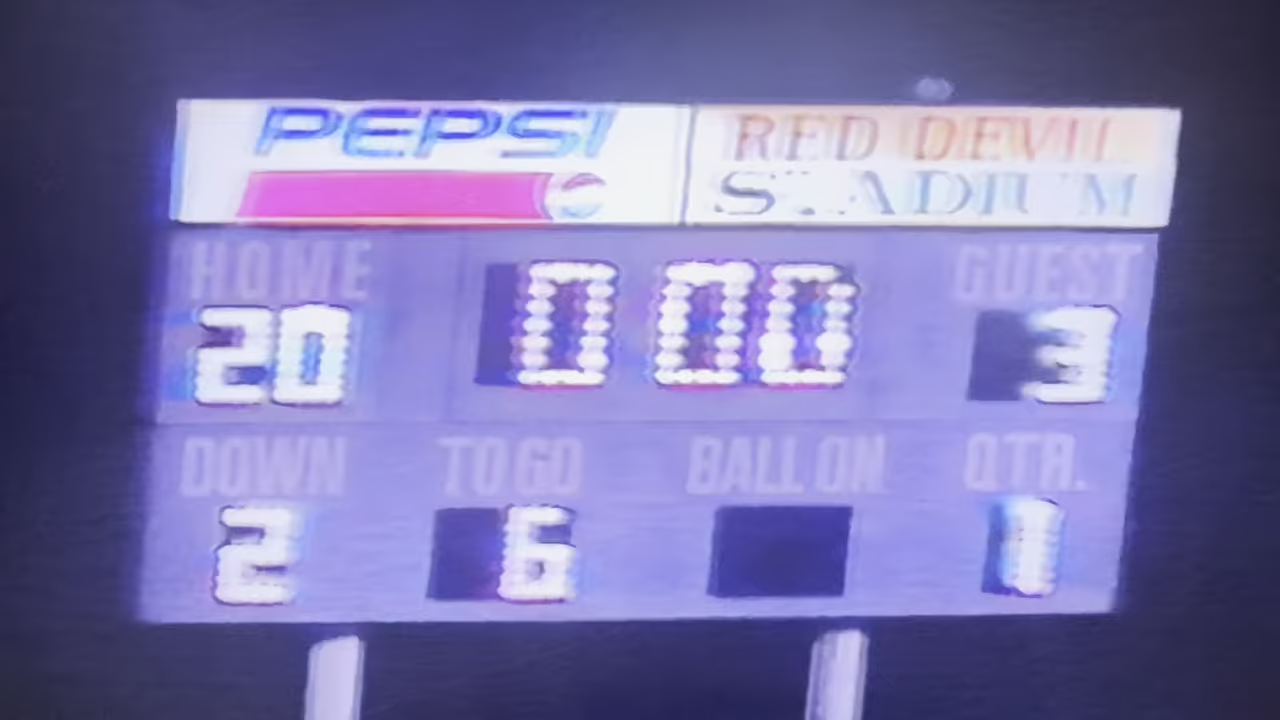 PEPSI
RED DEVIL
STADIUM
HOME
GUEST
20
0 00
3
DOWN
TO GO
BALL ON
QTR.
2
6
1